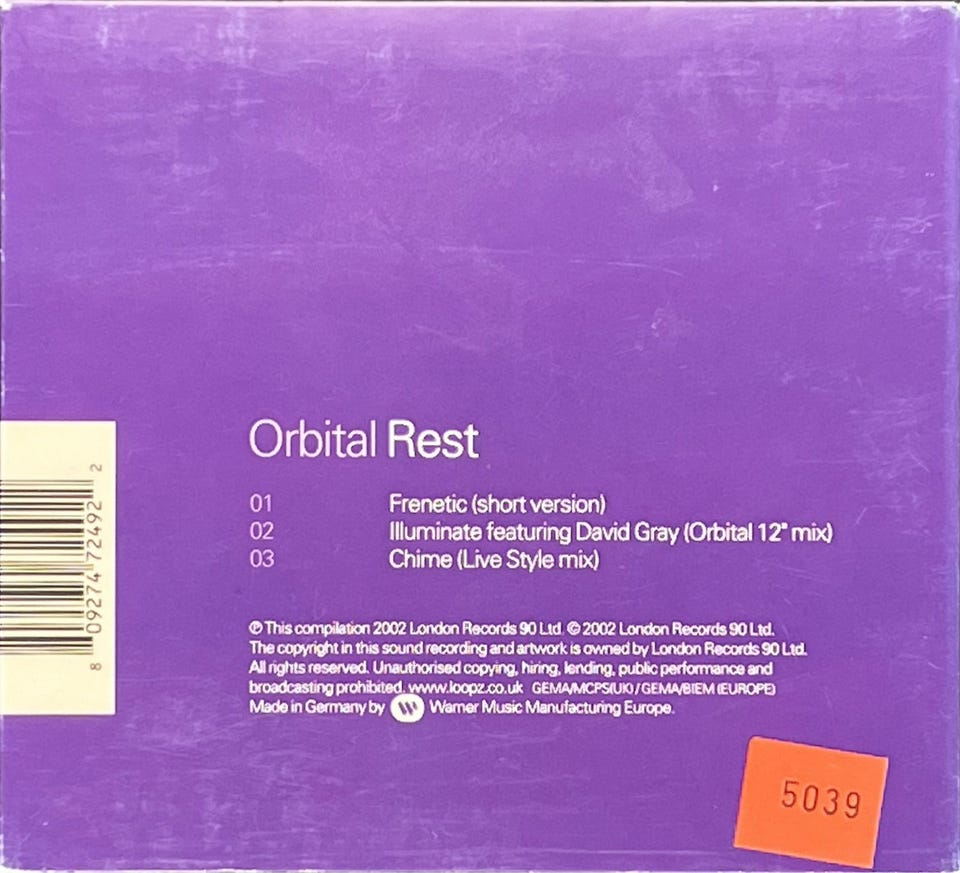 Orbital Rest
01 Frenetic (short version)
02 Illuminate featuring David Gray (Orbital 12" mix)
03 Chime (Live Style mix)
℗ This compilation 2002 London Records 90 Ltd. © 2002 London Records 90 Ltd.
The copyright in this sound recording and artwork is owned by London Records 90 Ltd.
All rights reserved. Unauthorised copying, hiring, lending, public performance and
broadcasting prohibited. www.loopz.co.uk GEMA/MCPS(UK) / GEMA/BIEM (EUROPE)
Made in Germany by W Warner Music Manufacturing Europe.
8 09274 72492 2
5039